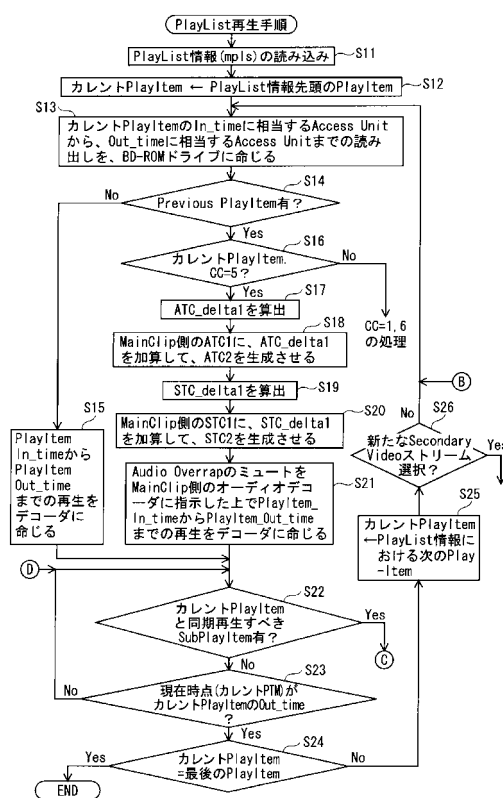 PlayList再生手順
PlayList情報(mpls)の読み込み
S11
カレントPlayItem ← PlayList情報先頭のPlayItem
S12
S13
カレントPlayItemのIn_timeに相当するAccess Unit
から、Out_timeに相当するAccess Unitまでの読み
出しを、BD-ROMドライブに命じる
S14
No
Previous PlayItem有?
Yes
S16
カレントPlayItem.
CC=5?
No
Yes
S17
ATC_delta1を算出
CC=1,6
の処理
S18
MainClip側のATC1に、ATC_delta1
を加算して、ATC2を生成させる
S19
STC_delta1を算出
S20
MainClip側のSTC1に、STC_delta1
を加算して、STC2を生成させる
S15
PlayItem
In_timeから
PlayItem
Out_time
までの再生を
デコーダに
命じる
S21
Audio Overrapのミュートを
MainClip側のオーディオデコ
ーダに指示した上でPlayItem_
In_timeからPlayItem_Out_time
までの再生をデコーダに命じる
B
No
S26
新たなSecondary
Videoストリーム
選択?
Yes
S25
カレントPlayItem
←PlayList情報に
おける次のPlay
-Item
D
S22
カレントPlayItem
と同期再生すべき
SubPlayItem有?
Yes
C
No
S23
No
現在時点(カレントPTM)が
カレントPlayItemのOut_time
?
Yes
S24
Yes
カレントPlayItem
=最後のPlayItem
No
END